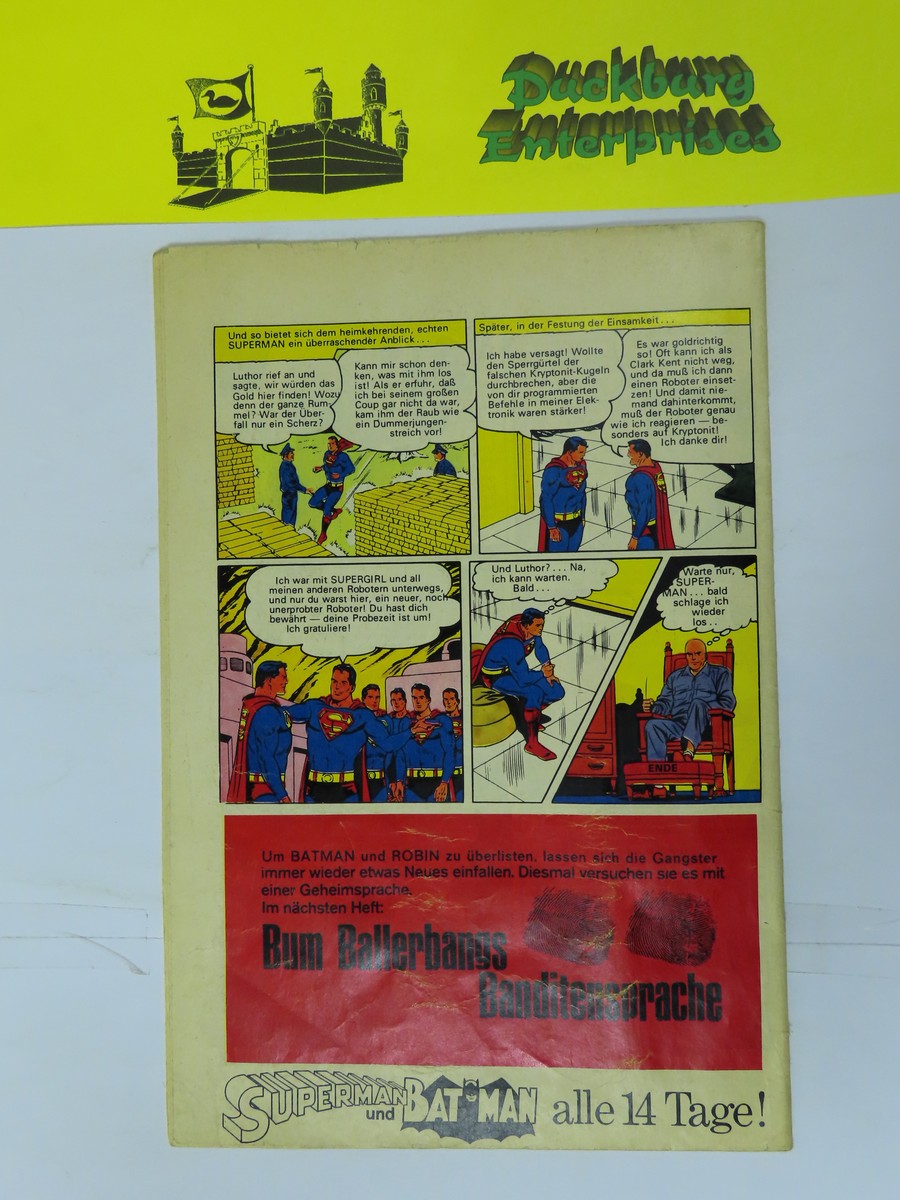 Duckburg
Enterprises
Und so bietet sich dem heimkehrenden, echten
SUPERMAN ein überraschender Anblick...
Luthor rief an und
sagte, wir würden das
Gold hier finden! Wozu
denn der ganze Rum-
mel? War der Über-
fall nur ein Scherz?
Kann mir schon den-
ken, was mit ihm los
ist! Als er erfuhr, daß
ich bei seinem großen
Coup gar nicht da war,
kam ihm der Raub wie
ein Dummerjungen-
streich vor!
Später, in der Festung der Einsamkeit...
Ich habe versagt! Wollte
den Sperrgürtel der
falschen Kryptonit-Kugeln
durchbrechen, aber die
von dir programmierten
Befehle in meiner Elek-
tronik waren stärker!
Es war goldrichtig
so! Oft kann ich als
Clark Kent nicht weg,
und da muß ich dann
einen Roboter einset-
zen! Und damit nie-
mand dahinterkommt,
muß der Roboter genau
wie ich reagieren — be-
sonders auf Kryptonit!
Ich danke dir!
Ich war mit SUPERGIRL und all
meinen anderen Robotern unterwegs,
und nur du warst hier, ein neuer, noch
unerprobter Roboter! Du hast dich
bewährt — deine Probezeit ist um!
Ich gratuliere!
Und Luthor?... Na,
ich kann warten.
Bald...
Warte nur,
SUPER-
MAN... bald
schlage ich
wieder
los..
ENDE
Um BATMAN und ROBIN zu überlisten, lassen sich die Gangster
immer wieder etwas Neues einfallen. Diesmal versuchen sie es mit
einer Geheimsprache.
Im nächsten Heft:
Bum Ballerbangs
Banditensprache
SUPERMAN und BATMAN alle 14 Tage!